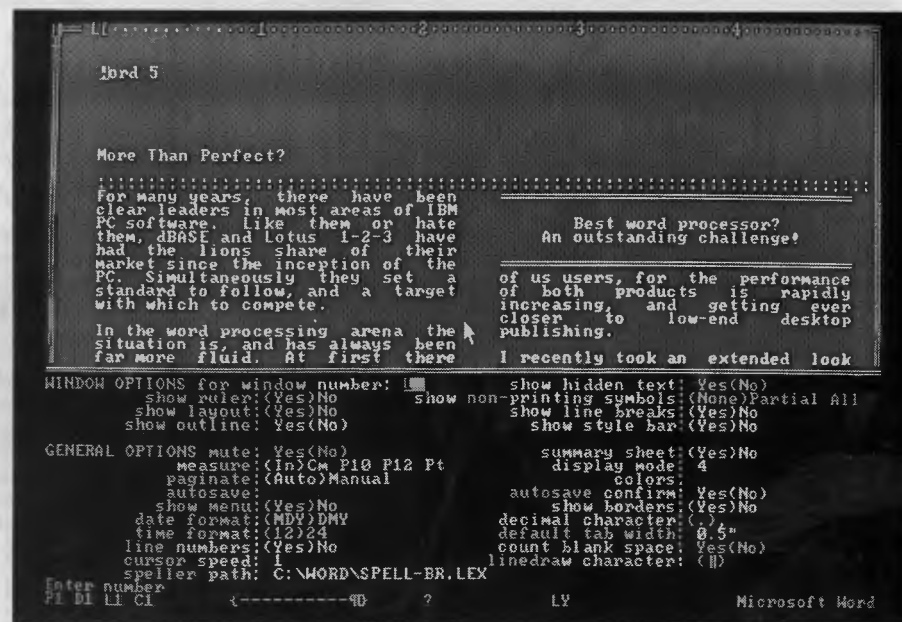 L[ 1 2 3 4
Word 5
More Than Perfect?
For many years, there have been
clear leaders in most areas of IBM
PC software. Like them or hate
them, dBASE and Lotus 1-2-3 have
had the lions share of their
market since the inception of the
PC. Simultaneously they set a
standard to follow, and a target
with which to compete.
In the word processing arena the
situation is, and has always been
far more fluid. At first there
Best word processor?
An outstanding challenge!
of us users, for the performance
of both products is rapidly
increasing, and getting ever
closer to low-end desktop
publishing.
I recently took an extended look
WINDOW OPTIONS for window number: 1 show hidden text: Yes(No)
show ruler:(Yes)No show non-printing symbols:(None)Partial All
show layout:(Yes)No show line breaks:(Yes)No
show outline: Yes(No) show style bar:(Yes)No
GENERAL OPTIONS mute: Yes(No) summary sheet:(Yes)No
measure:(In)Cm P10 P12 Pt display mode: 4
paginate:(Auto)Manual colors:
autosave: autosave confirm: Yes(No)
show menu:(Yes)No show borders:(Yes)No
date format:(MDY)DMY decimal character:(.),
time format:(12)24 default tab width: 0.5"
line numbers:(Yes)No count blank space: Yes(No)
cursor speed: 1 linedraw character: (║)
speller path: C:\WORD\SPELL-BR.LEX
Enter number
P1 D1 L1 C1 {----------¶D} ? LY Microsoft Word